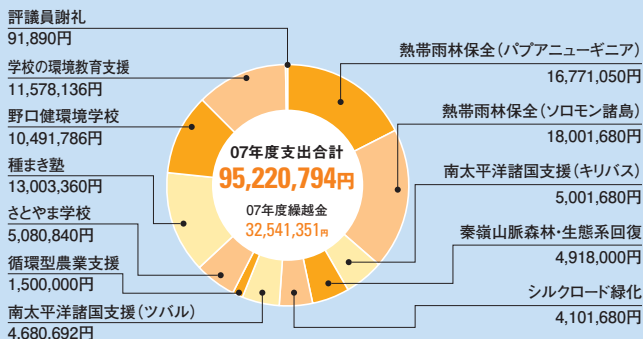 評議員謝礼
91,890円
学校の環境教育支援
11,578,136円
野口健環境学校
10,491,786円
種まき塾
13,003,360円
さとやま学校
5,080,840円
循環型農業支援
1,500,000円
南太平洋諸国支援(ツバル)
4,680,692円
07年度支出合計
95,220,794円
07年度繰越金
32,541,351円
熱帯雨林保全(パプアニューギニア)
16,771,050円
熱帯雨林保全(ソロモン諸島)
18,001,680円
南太平洋諸国支援(キリバス)
5,001,680円
秦嶺山脈森林・生態系回復
4,918,000円
シルクロード緑化
4,101,680円